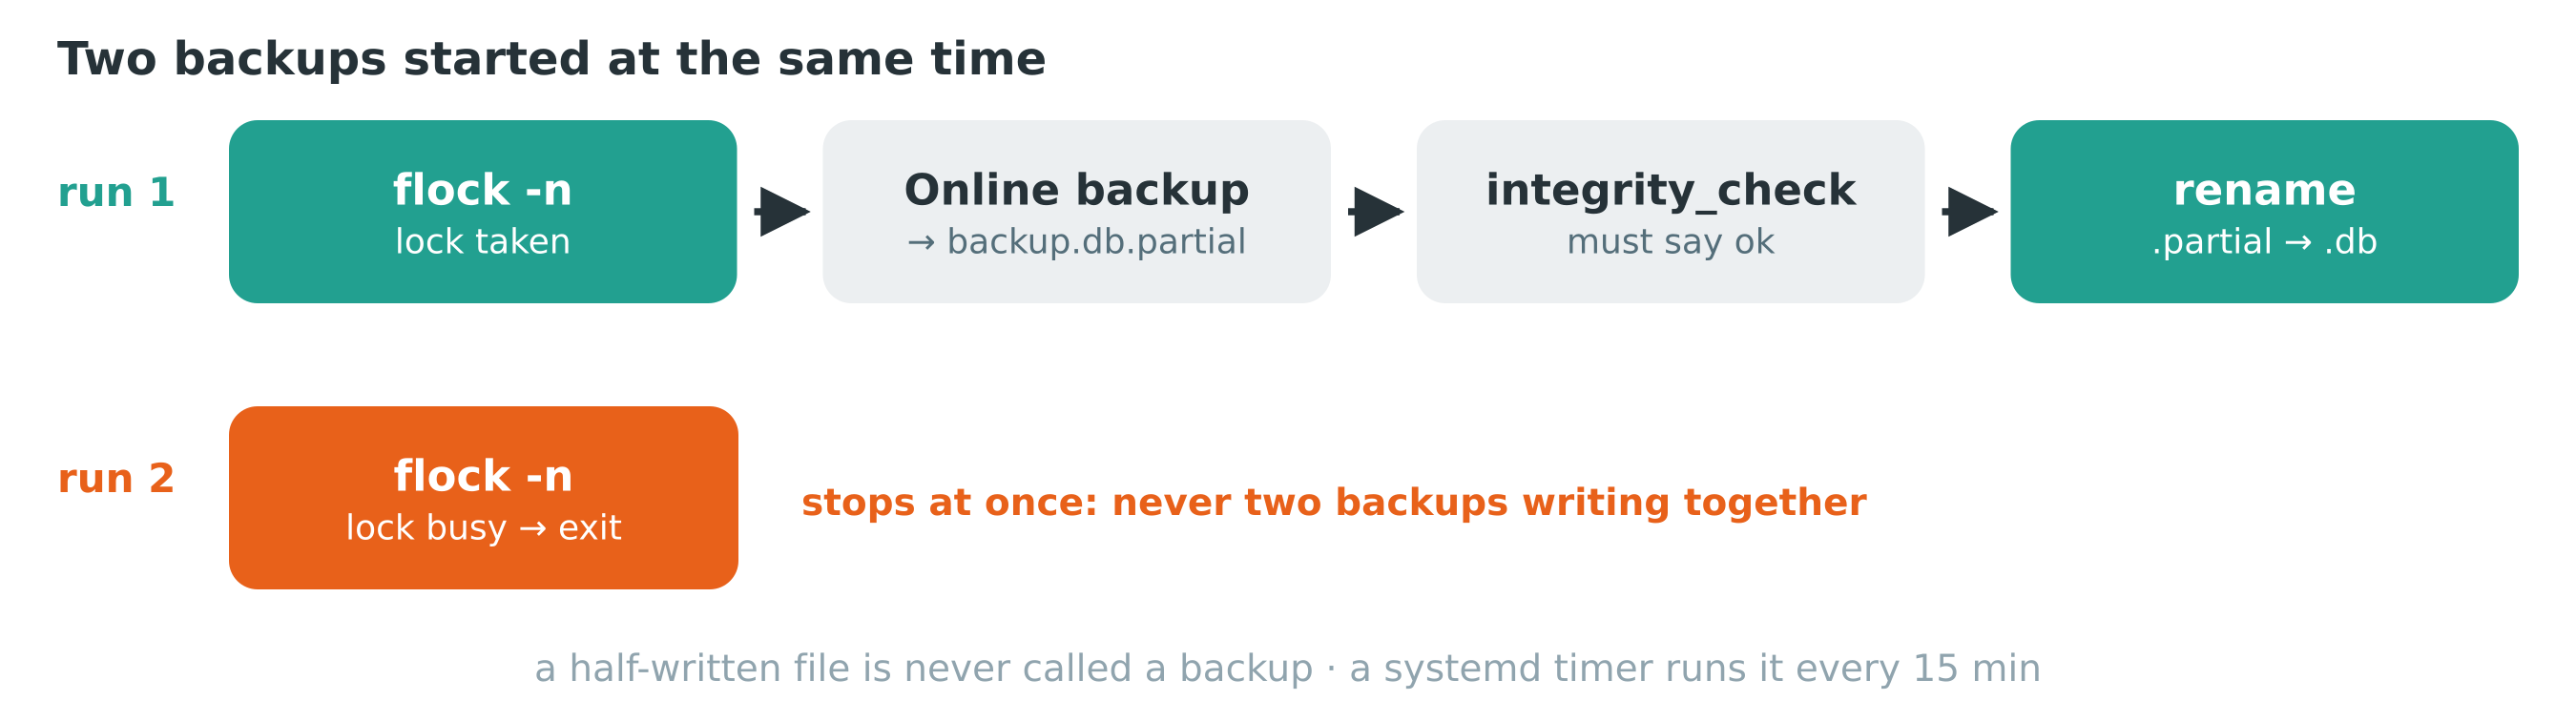 Two backups started at the same time
run 1
flock -n
lock taken
Online backup
→ backup.db.partial
integrity_check
must say ok
rename
.partial → .db
run 2
flock -n
lock busy → exit
stops at once: never two backups writing together
a half-written file is never called a backup · a systemd timer runs it every 15 min